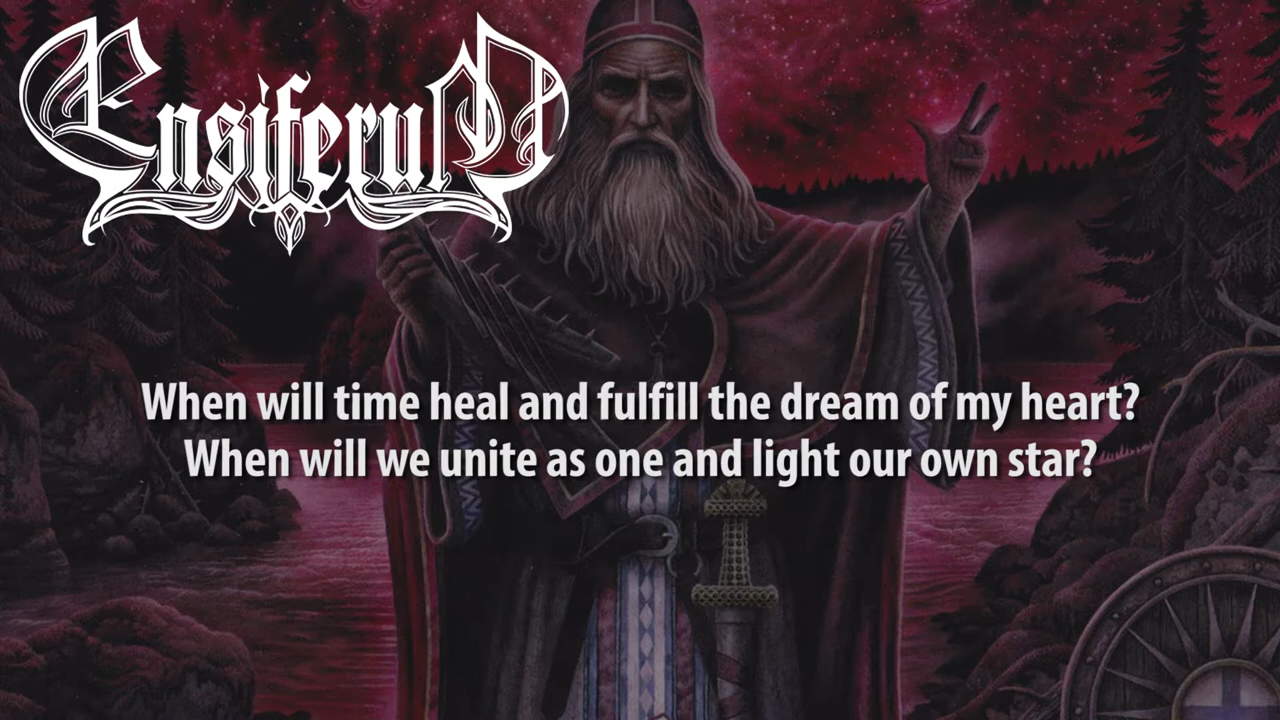 Ensiferum
When will time heal and fulfill the dream of my heart?
When will we unite as one and light our own star?